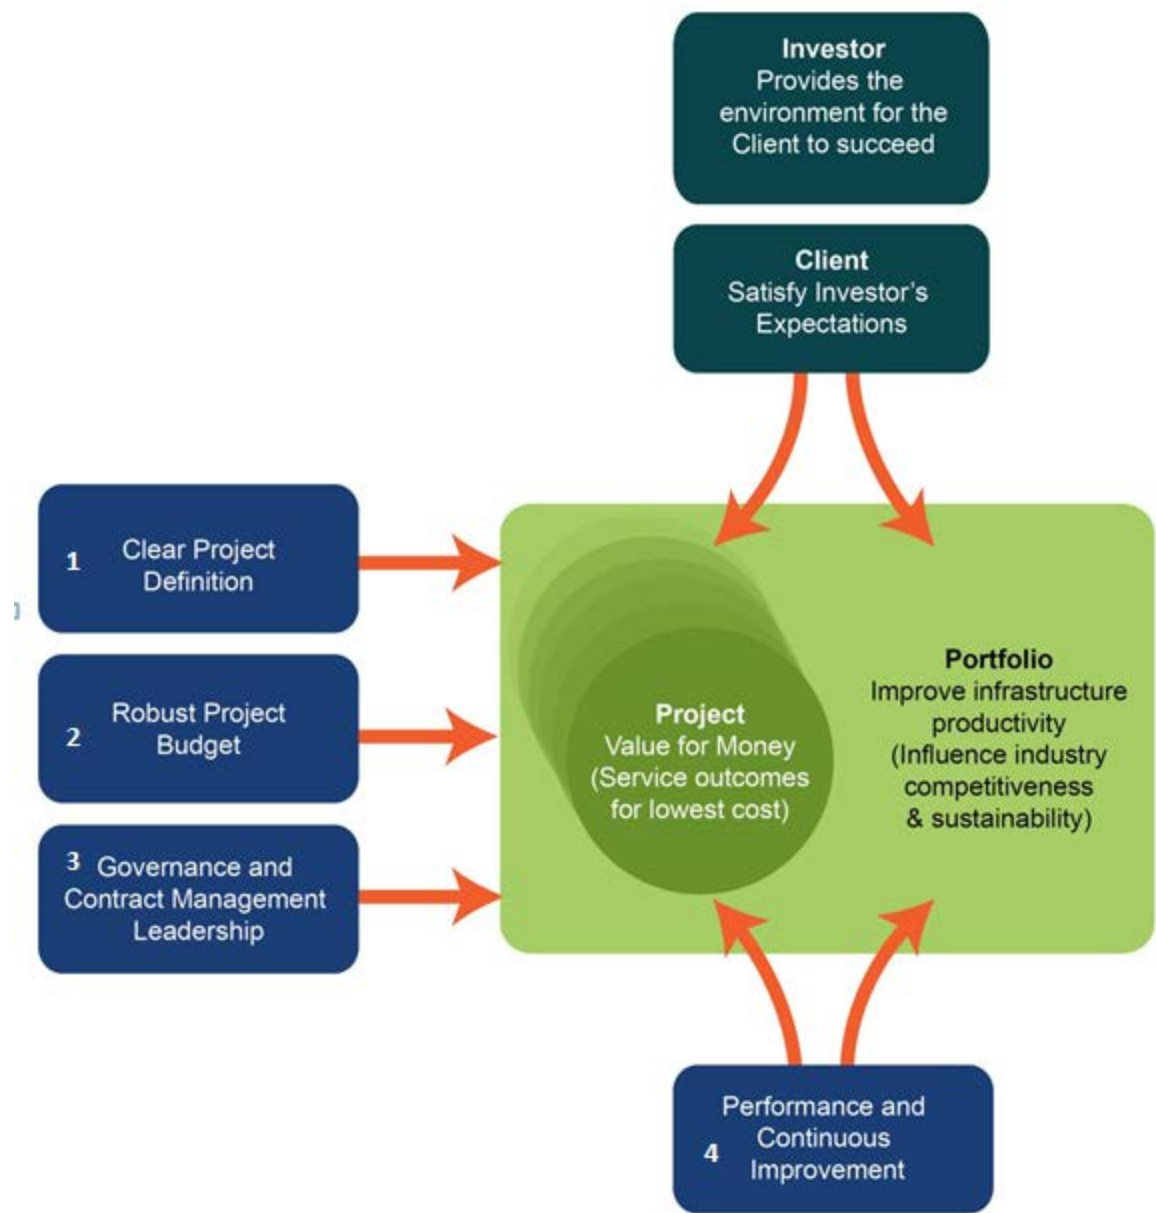 Investor
Provides the
environment for the
Client to succeed
Client
Satisfy Investor’s
Expectations
1
Clear Project
Definition
2
Robust Project
Budget
3
Governance and
Contract Management
Leadership
Project
Value for Money
(Service outcomes
for lowest cost)
Portfolio
Improve infrastructure
productivity
(Influence industry
competitiveness
& sustainability)
4
Performance and
Continuous
Improvement